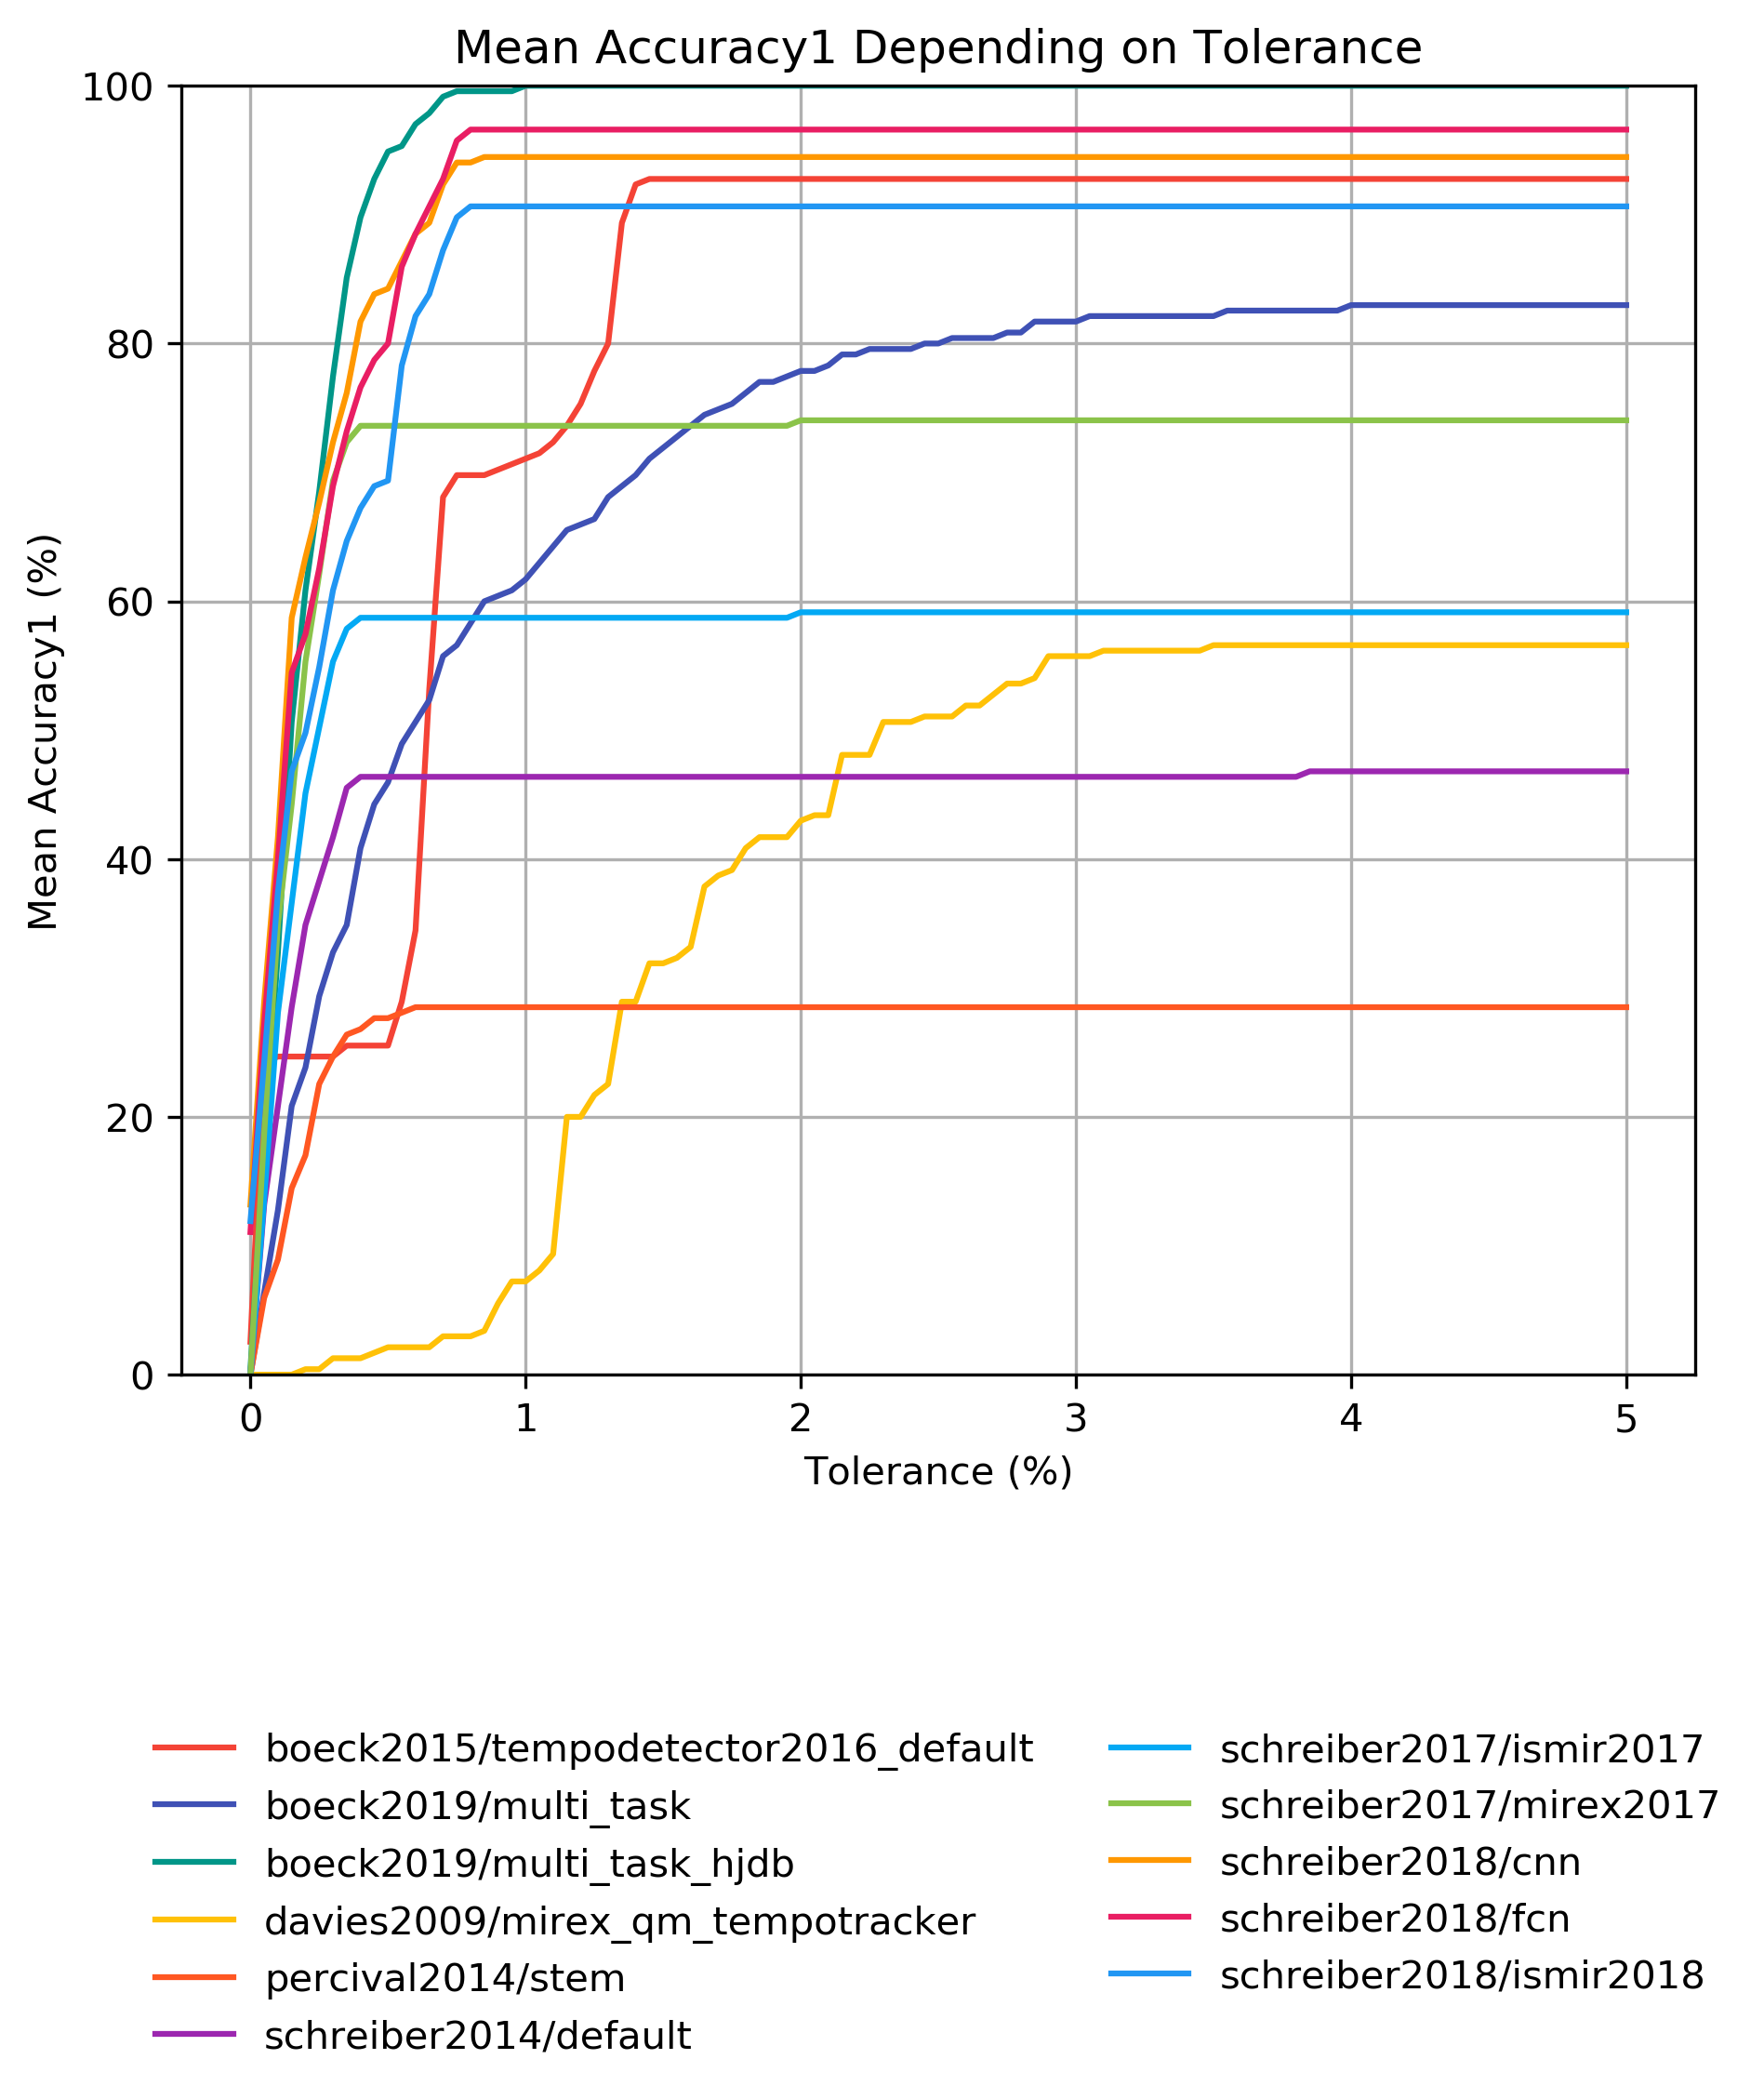 Mean Accuracy1 Depending on Tolerance
100
80
60
40
20
0
Mean Accuracy1 (%)
0 1 2 3 4 5
Tolerance (%)
boeck2015/tempodetector2016_default
boeck2019/multi_task
boeck2019/multi_task_hjdb
davies2009/mirex_qm_tempotracker
percival2014/stem
schreiber2014/default
schreiber2017/ismir2017
schreiber2017/mirex2017
schreiber2018/cnn
schreiber2018/fcn
schreiber2018/ismir2018